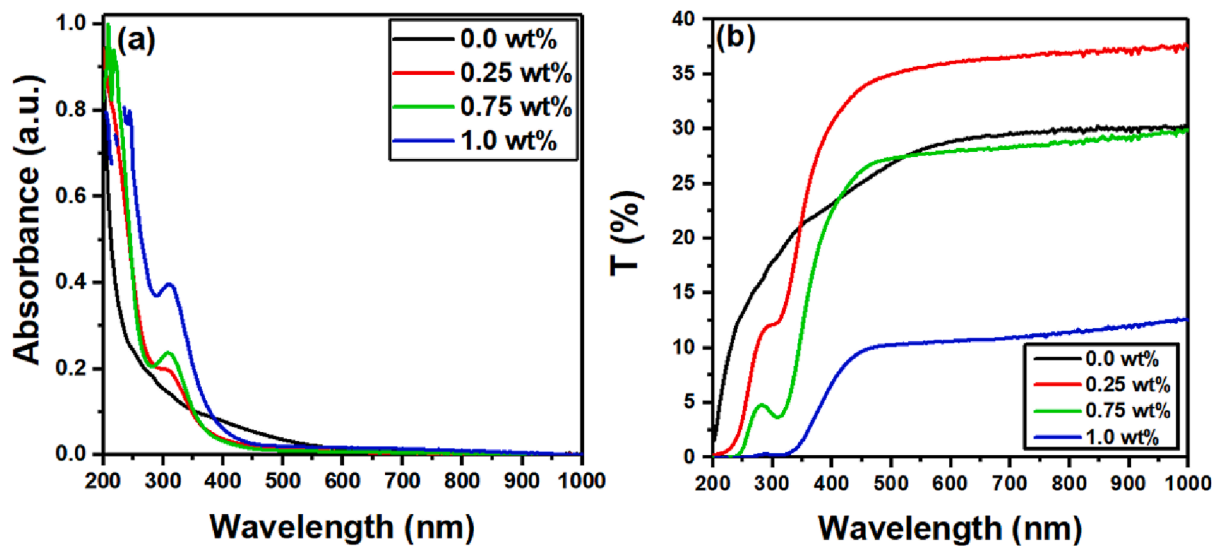 (a)
0.0 wt%
0.25 wt%
0.75 wt%
1.0 wt%
Absorbance (a.u.)
1.0
0.8
0.6
0.4
0.2
0.0
200 300 400 500 600 700 800 900 1000
Wavelength (nm)
(b)
T (%)
40
35
30
25
20
15
10
5
0
0.0 wt%
0.25 wt%
0.75 wt%
1.0 wt%
200 300 400 500 600 700 800 900 1000
Wavelength (nm)